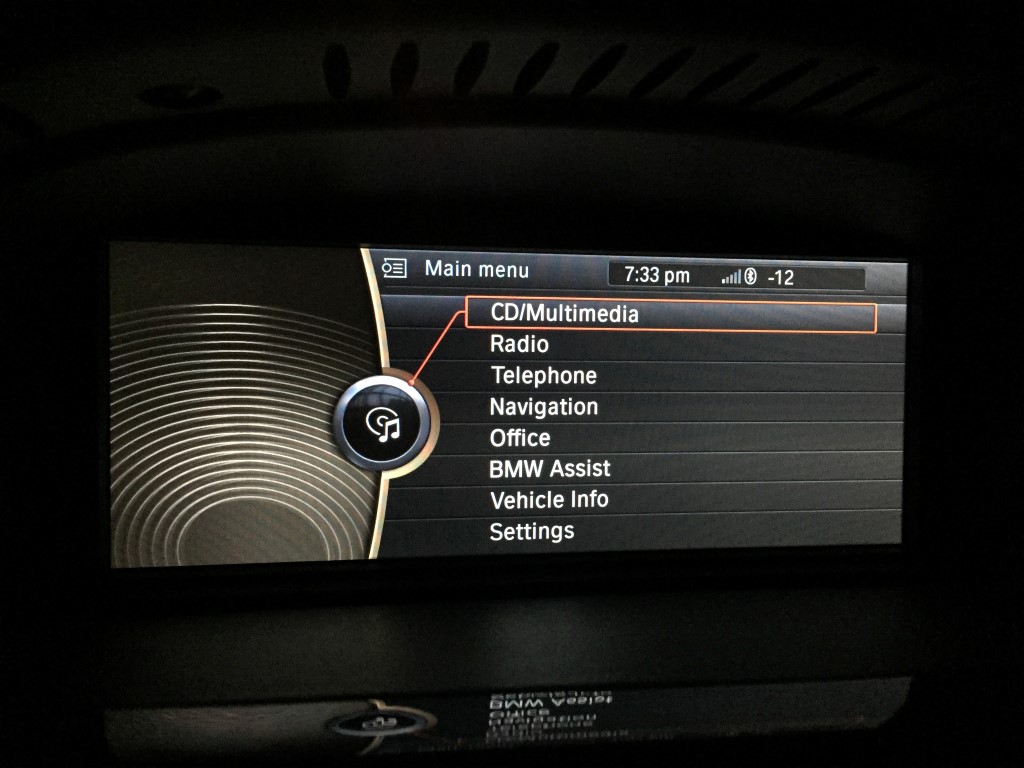 Main menu 7:33 pm -12
CD/Multimedia
Radio
Telephone
Navigation
Office
BMW Assist
Vehicle Info
Settings